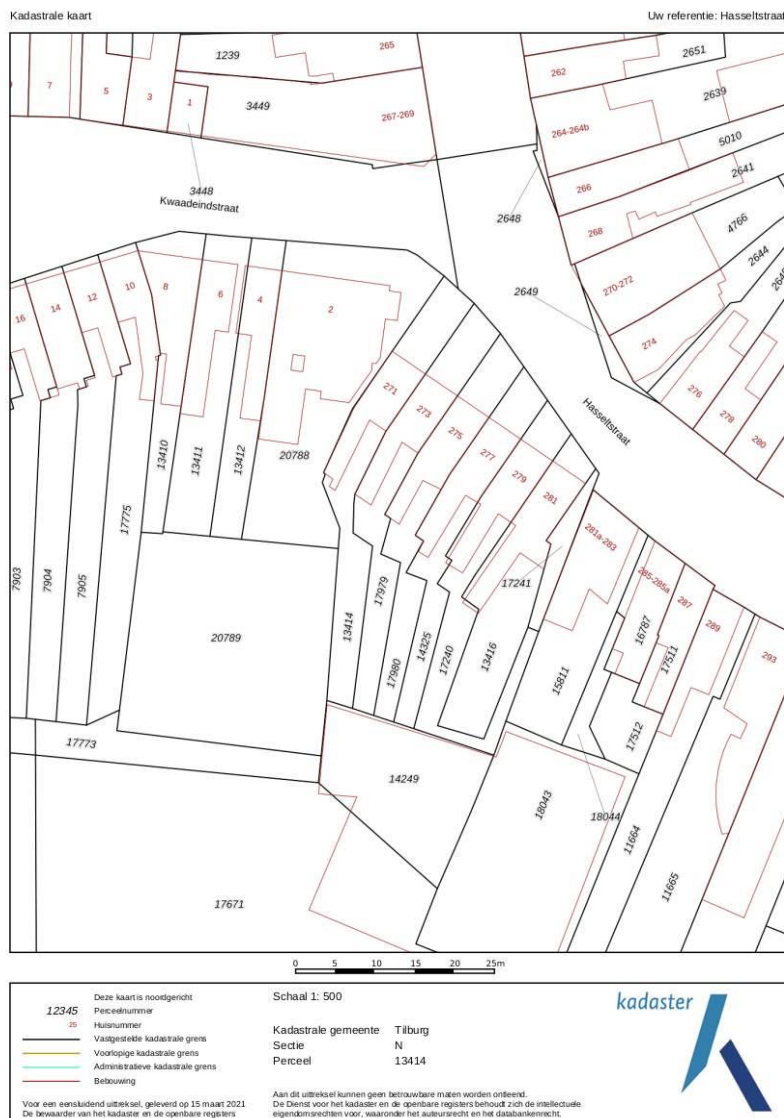 Kadastrale kaart
Uw referentie: Hasseltstraat
7
5
3
1
1239
265
3449
267-269
3448
Kwaadeindstraat
262
2651
2639
264-264b
5010
2641
266
268
2648
4766
2644
270-272
2649
274
276
278
280
Hasseltstraat
16
14
12
10
8
6
4
2
271
273
275
277
279
281
281a-283
285-285a
287
289
293
7903
7904
7905
17775
13410
13411
13412
20788
20789
13414
17979
17980
14325
17240
13416
17241
15811
16787
17511
17512
17773
14249
18043
18044
11664
11665
17671
0 5 10 15 20 25m
Deze kaart is noordgericht
12345 Perceelnummer
25 Huisnummer
Vastgestelde kadastrale grens
Voorlopige kadastrale grens
Administratieve kadastrale grens
Bebouwing
Voor een eensluidend uittreksel, geleverd op 15 maart 2021
De bewaarder van het kadaster en de openbare registers
Schaal 1: 500
Kadastrale gemeente Tilburg
Sectie N
Perceel 13414
Aan dit uittreksel kunnen geen betrouwbare maten worden ontleend.
De Dienst voor het kadaster en de openbare registers behoudt zich de intellectuele
eigendomsrechten voor, waaronder het auteursrecht en het databankenrecht.
kadaster